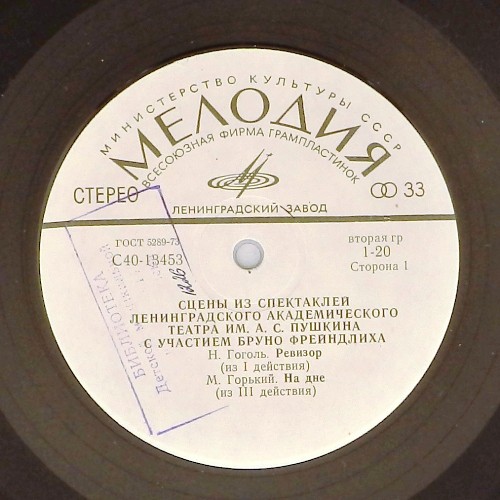 МИНИСТЕРСТВО КУЛЬТУРЫ СССР
МЕЛОДИЯ
ВСЕСОЮЗНАЯ ФИРМА ГРАМПЛАСТИНОК
СТЕРЕО
33
ЛЕНИНГРАДСКИЙ ЗАВОД
ГОСТ 5289-73
С40-13453
вторая гр
1-20
Сторона 1
БИБЛИОТЕКА
Детской
СЦЕНЫ ИЗ СПЕКТАКЛЕЙ
ЛЕНИНГРАДСКОГО АКАДЕМИЧЕСКОГО
ТЕАТРА ИМ. А. С. ПУШКИНА
С УЧАСТИЕМ БРУНО ФРЕЙНДЛИХА
Н. Гоголь. Ревизор
(из I действия)
М. Горький. На дне
(из III действия)